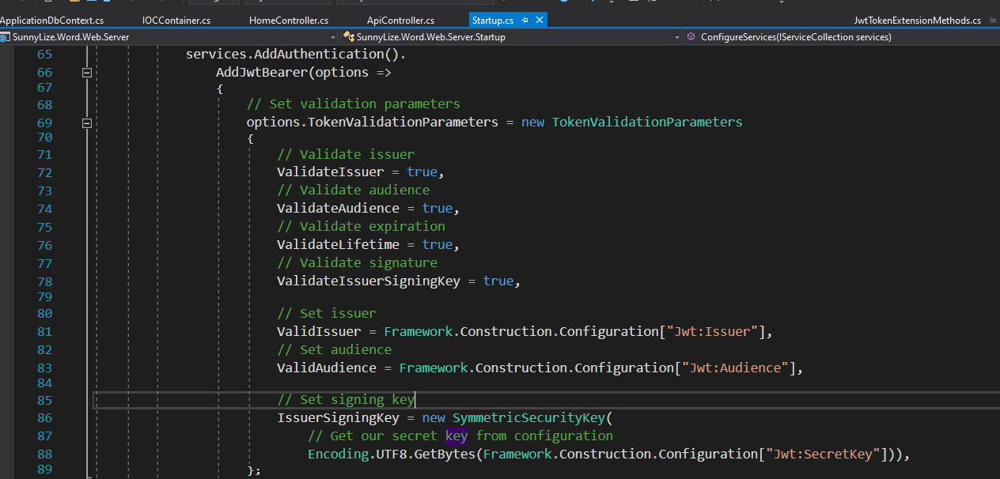 ApplicationDbContext.cs IOCContainer.cs HomeController.cs ApiController.cs Startup.cs JwtTokenExtensionMethods.cs
SunnyLize.Word.Web.Server SunnyLize.Word.Web.Server.Startup ConfigureServices(IServiceCollection services)
65 services.AddAuthentication().
66 AddJwtBearer(options =>
67 {
68 // Set validation parameters
69 options.TokenValidationParameters = new TokenValidationParameters
70 {
71 // Validate issuer
72 ValidateIssuer = true,
73 // Validate audience
74 ValidateAudience = true,
75 // Validate expiration
76 ValidateLifetime = true,
77 // Validate signature
78 ValidateIssuerSigningKey = true,
79
80 // Set issuer
81 ValidIssuer = Framework.Construction.Configuration["Jwt:Issuer"],
82 // Set audience
83 ValidAudience = Framework.Construction.Configuration["Jwt:Audience"],
84
85 // Set signing key
86 IssuerSigningKey = new SymmetricSecurityKey(
87 // Get our secret key from configuration
88 Encoding.UTF8.GetBytes(Framework.Construction.Configuration["Jwt:SecretKey"])),
89 };